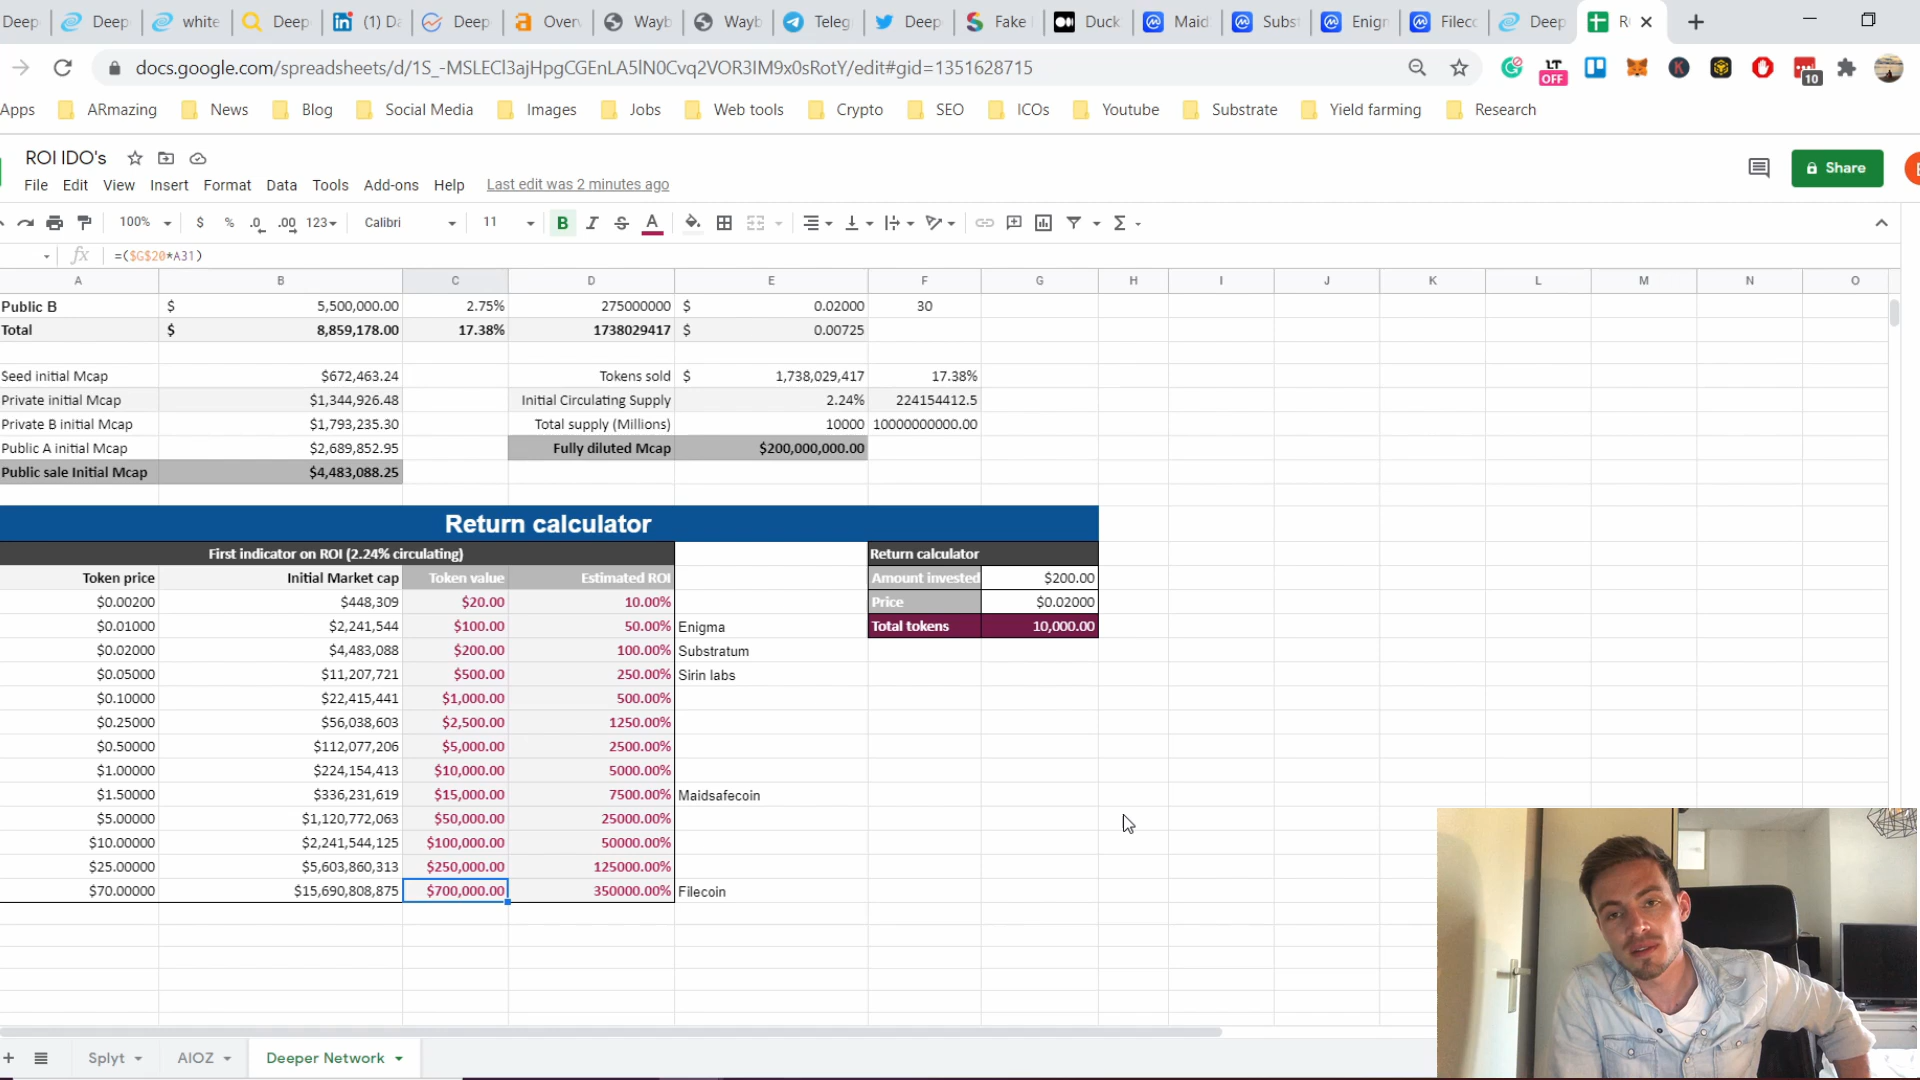 Deep Deep white Deep (1) Da Deep Over Wayb Wayb Teleg Deep Fake Duck Maid Subst Enigm Filecc Deep R
docs.google.com/spreadsheets/d/1S_-MSLECl3ajHpgCGEnLA5lN0Cvq2VOR3IM9x0sRotY/edit#gid=1351628715 LT OFF 10
Apps ARmazing News Blog Social Media Images Jobs Web tools Crypto SEO ICOs Youtube Substrate Yield farming Research
ROI IDO's
Share
File Edit View Insert Format Data Tools Add-ons Help Last edit was 2 minutes ago
100% $ % .0 .00 123 Calibri 11 B I S A Σ
fx =($G$20*A31)
A B C D E F G H I J K L M N O
Public B $ 5,500,000.00 2.75% 275000000 $ 0.02000 30
Total $ 8,859,178.00 17.38% 1738029417 $ 0.00725
Seed initial Mcap $672,463.24 Tokens sold $ 1,738,029,417 17.38%
Private initial Mcap $1,344,926.48 Initial Circulating Supply 2.24% 224154412.5
Private B initial Mcap $1,793,235.30 Total supply (Millions) 10000 10000000000.00
Public A initial Mcap $2,689,852.95 Fully diluted Mcap $200,000,000.00
Public sale Initial Mcap $4,483,088.25
Return calculator
First indicator on ROI (2.24% circulating) Return calculator
Token price Initial Market cap Token value Estimated ROI Amount invested $200.00
$0.00200 $448,309 $20.00 10.00% Price $0.02000
$0.01000 $2,241,544 $100.00 50.00% Enigma Total tokens 10,000.00
$0.02000 $4,483,088 $200.00 100.00% Substratum
$0.05000 $11,207,721 $500.00 250.00% Sirin labs
$0.10000 $22,415,441 $1,000.00 500.00%
$0.25000 $56,038,603 $2,500.00 1250.00%
$0.50000 $112,077,206 $5,000.00 2500.00%
$1.00000 $224,154,413 $10,000.00 5000.00%
$1.50000 $336,231,619 $15,000.00 7500.00% Maidsafecoin
$5.00000 $1,120,772,063 $50,000.00 25000.00%
$10.00000 $2,241,544,125 $100,000.00 50000.00%
$25.00000 $5,603,860,313 $250,000.00 125000.00%
$70.00000 $15,690,808,875 $700,000.00 350000.00% Filecoin
Splyt AIOZ Deeper Network